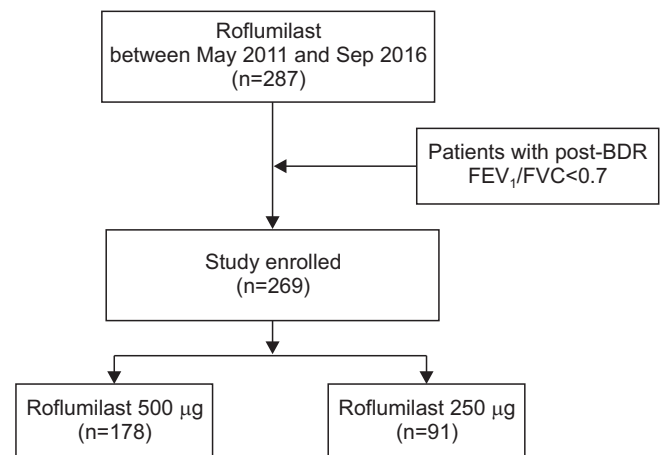 Roflumilast
between May 2011 and Sep 2016
(n=287)
Patients with post-BDR
FEV₁/FVC<0.7
Study enrolled
(n=269)
Roflumilast 500 μg
(n=178)
Roflumilast 250 μg
(n=91)